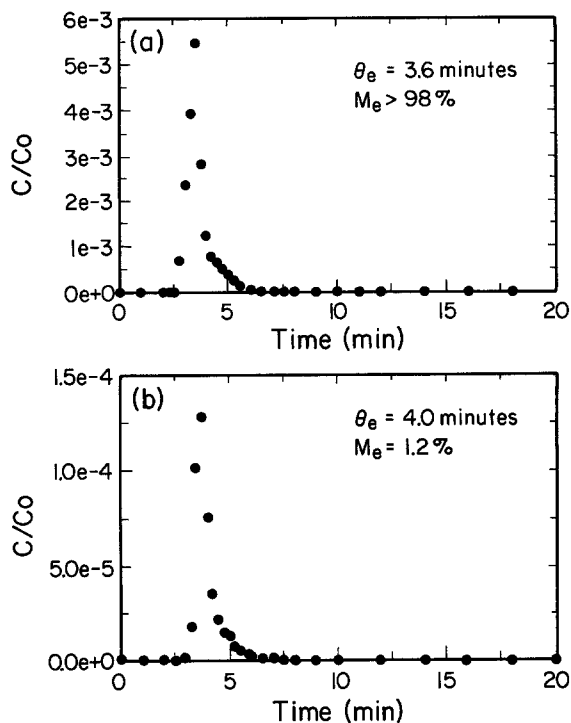 (a)
θe = 3.6 minutes
Me > 98%
C/Co
6e-3
5e-3
4e-3
3e-3
2e-3
1e-3
0e+0
0 5 10 15 20
Time (min)
(b)
θe = 4.0 minutes
Me = 1.2%
C/Co
1.5e-4
1.0e-4
5.0e-5
0.0e+0
0 5 10 15 20
Time (min)